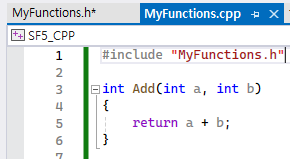 MyFunctions.h*
MyFunctions.cpp
SF5_CPP
1 #include "MyFunctions.h"
2
3 int Add(int a, int b)
4 {
5 return a + b;
6 }